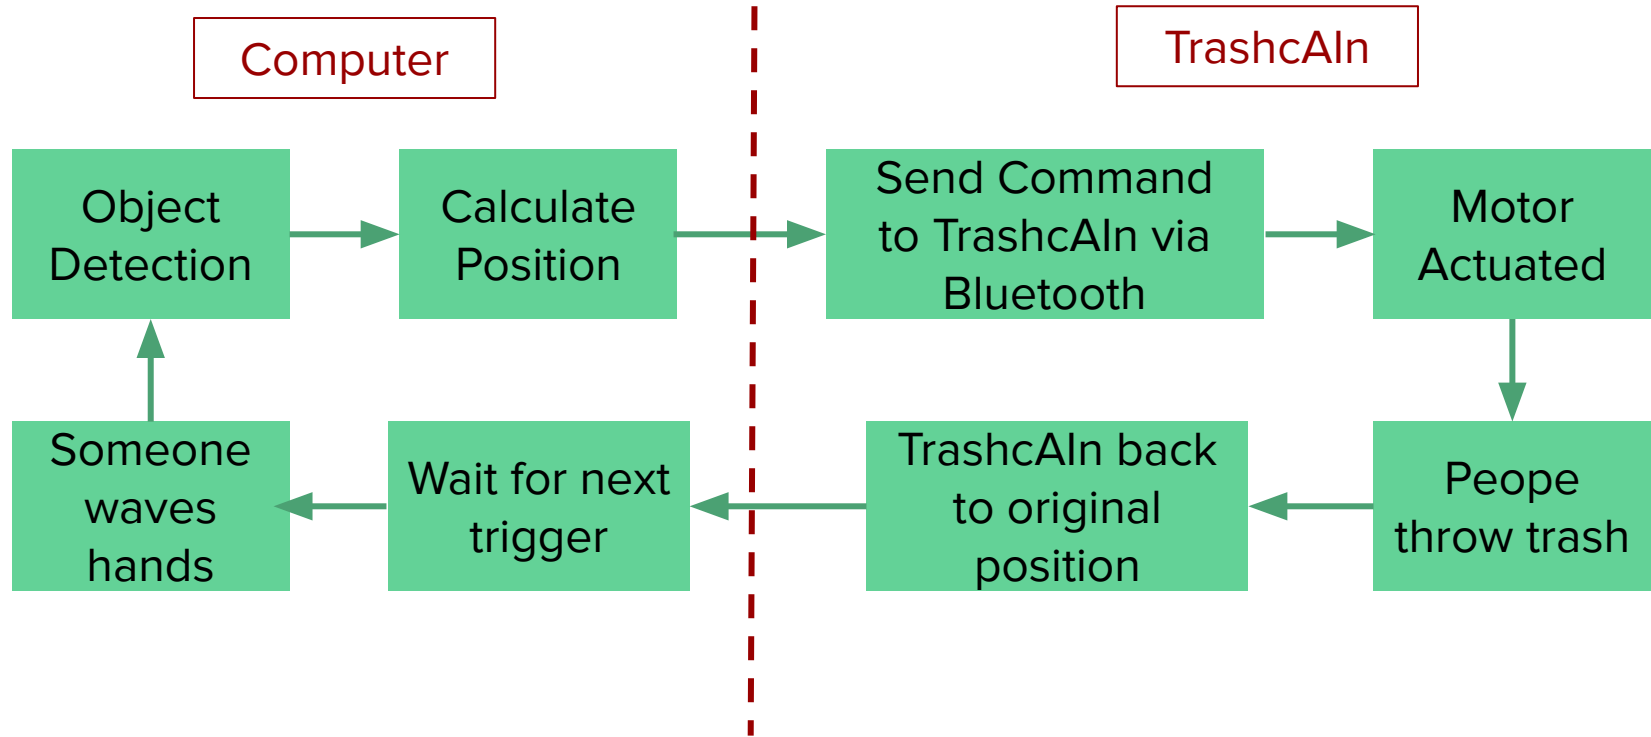 Computer
TrashcAIn
Object
Detection
Calculate
Position
Send Command
to TrashcAIn via
Bluetooth
Motor
Actuated
Someone
waves
hands
Wait for next
trigger
TrashcAIn back
to original
position
Peope
throw trash